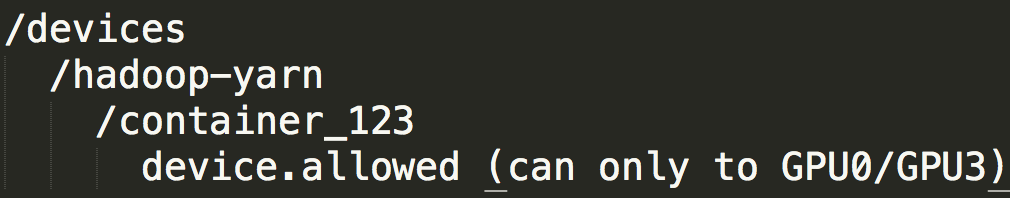 /devices
/hadoop-yarn
/container_123
device.allowed (can only to GPU0/GPU3)